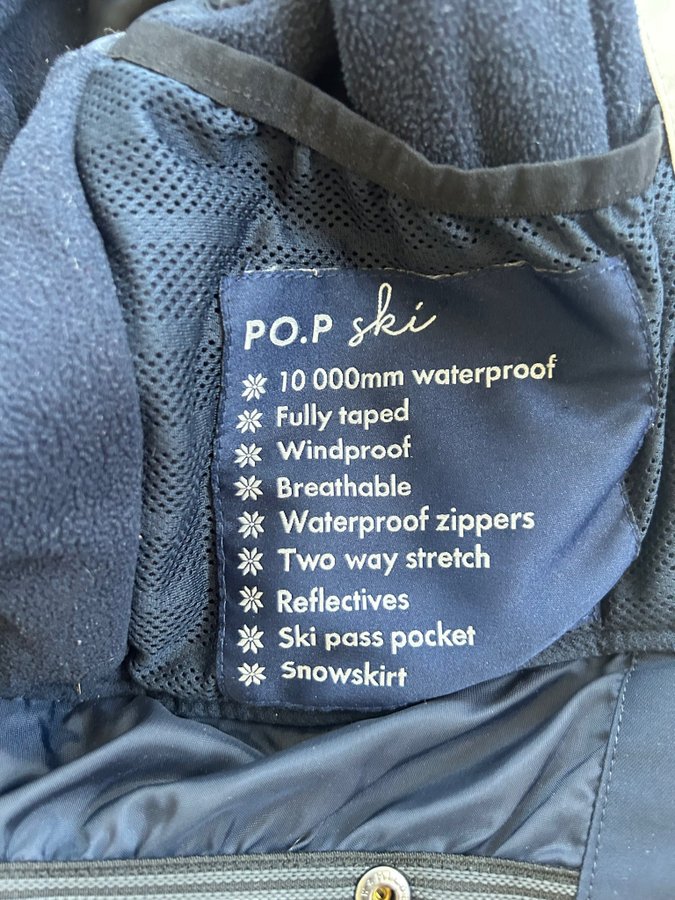 PO.P ski
10 000mm waterproof
Fully taped
Windproof
Breathable
Waterproof zippers
Two way stretch
Reflectives
Ski pass pocket
Snowskirt